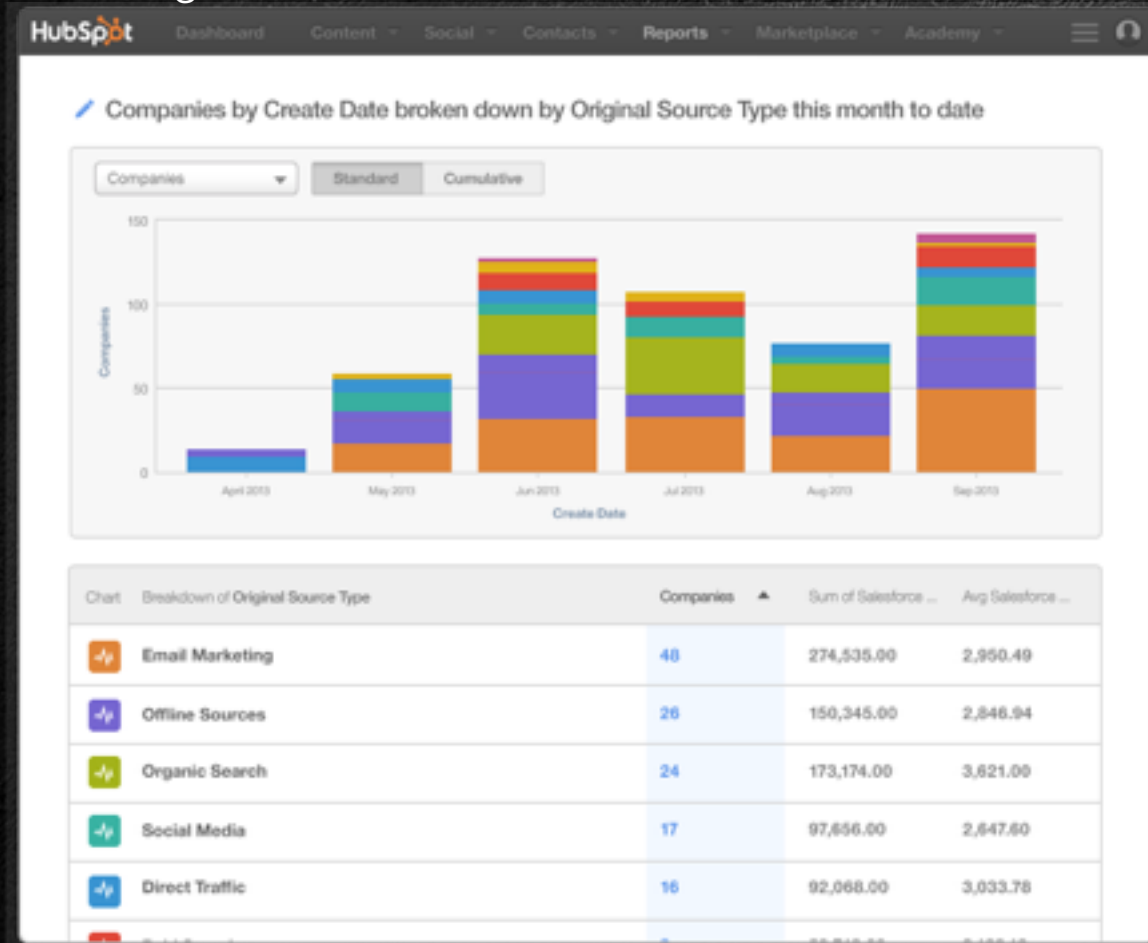 HubSpot Dashboard Content Social Contacts Reports Marketplace Academy
Companies by Create Date broken down by Original Source Type this month to date
Companies Standard Cumulative
150
100
50
0
Companies
April 2013 May 2013 Jun 2013 Jul 2013 Aug 2013 Sep 2013
Create Date
Chart Breakdown of Original Source Type Companies Sum of Salesforce ... Avg Salesforce ...
Email Marketing 48 274,535.00 2,950.49
Offline Sources 26 150,345.00 2,846.94
Organic Search 24 173,174.00 3,621.00
Social Media 17 97,656.00 2,647.60
Direct Traffic 16 92,068.00 3,033.78